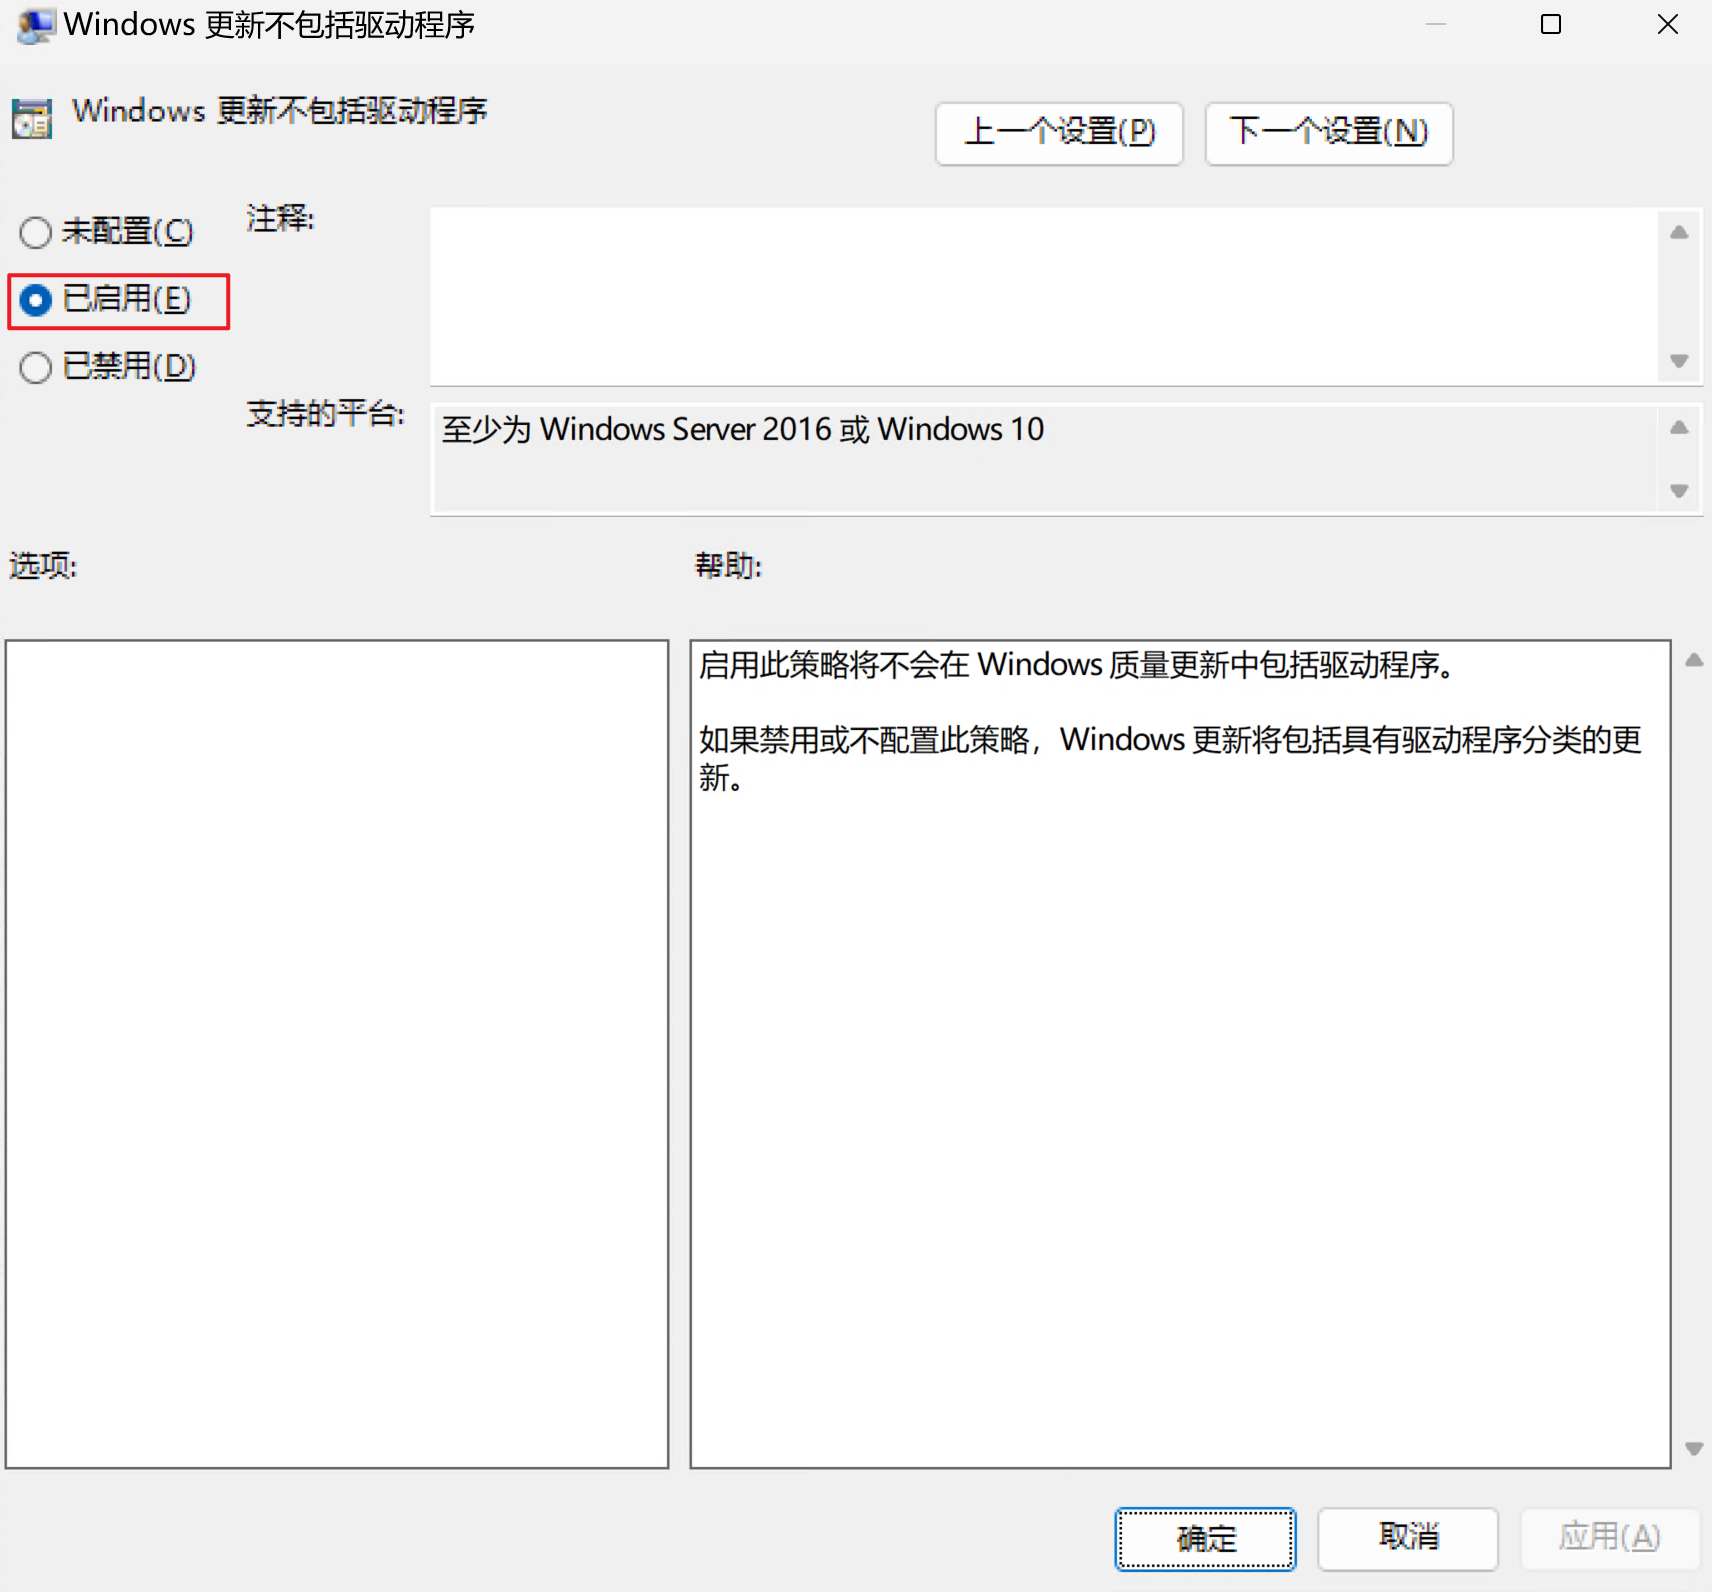 Windows 更新不包括驱动程序
Windows 更新不包括驱动程序
上一个设置(P)
下一个设置(N)
未配置(C)
注释:
已启用(E)
已禁用(D)
支持的平台:
至少为 Windows Server 2016 或 Windows 10
选项:
帮助:
启用此策略将不会在 Windows 质量更新中包括驱动程序。
如果禁用或不配置此策略，Windows 更新将包括具有驱动程序分类的更
新。
确定
取消
应用(A)